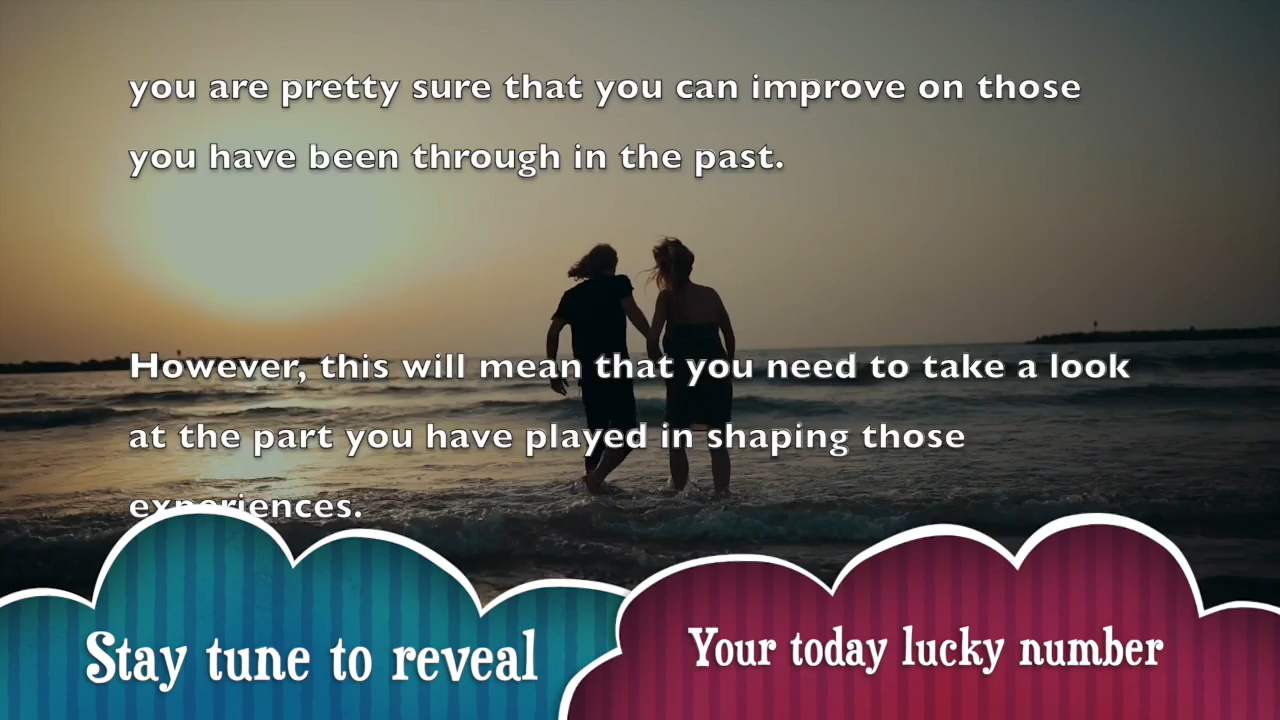 you are pretty sure that you can improve on those
you have been through in the past.
However, this will mean that you need to take a look
at the part you have played in shaping those
experiences.
Stay tune to reveal
Your today lucky number